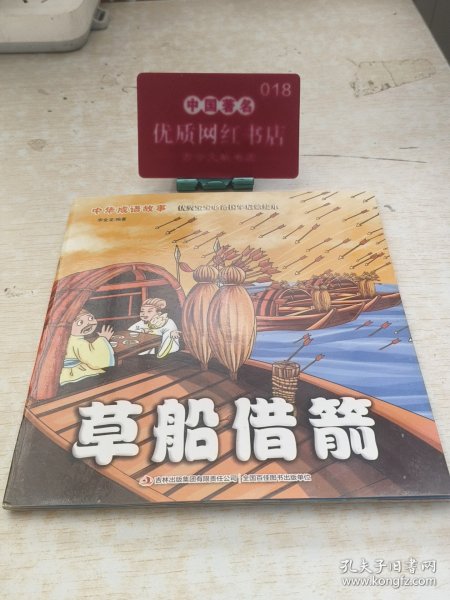 018
中国著名
优质网红书店
中华成语故事
草船借箭
吉林出版集团有限责任公司 全国百佳图书出版单位
孔夫子旧书网
www.kongfz.com